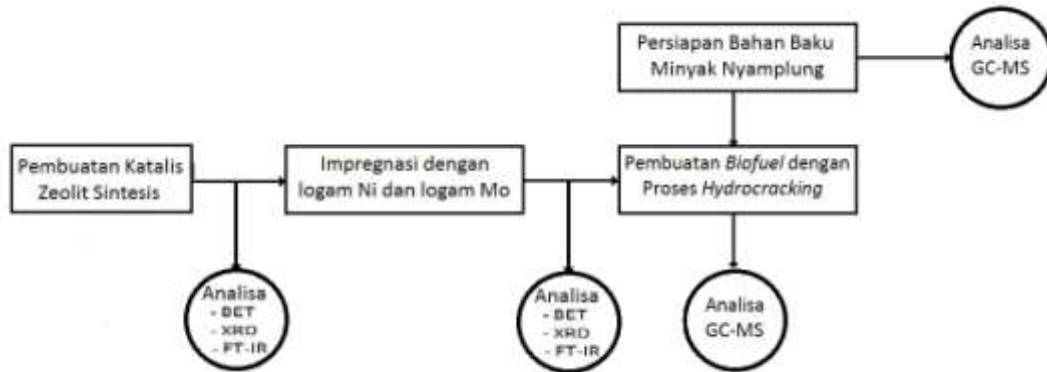 Persiapan Bahan Baku
Minyak Nyamplung
Analisa
GC-MS
Pembuatan Katalis
Zeolit Sintesis
Impregnasi dengan
logam Ni dan logam Mo
Pembuatan Biofuel dengan
Proses Hydrocracking
Analisa
- BET
- XRD
- FT-IR
Analisa
- BET
- XRD
- FT-IR
Analisa
GC-MS